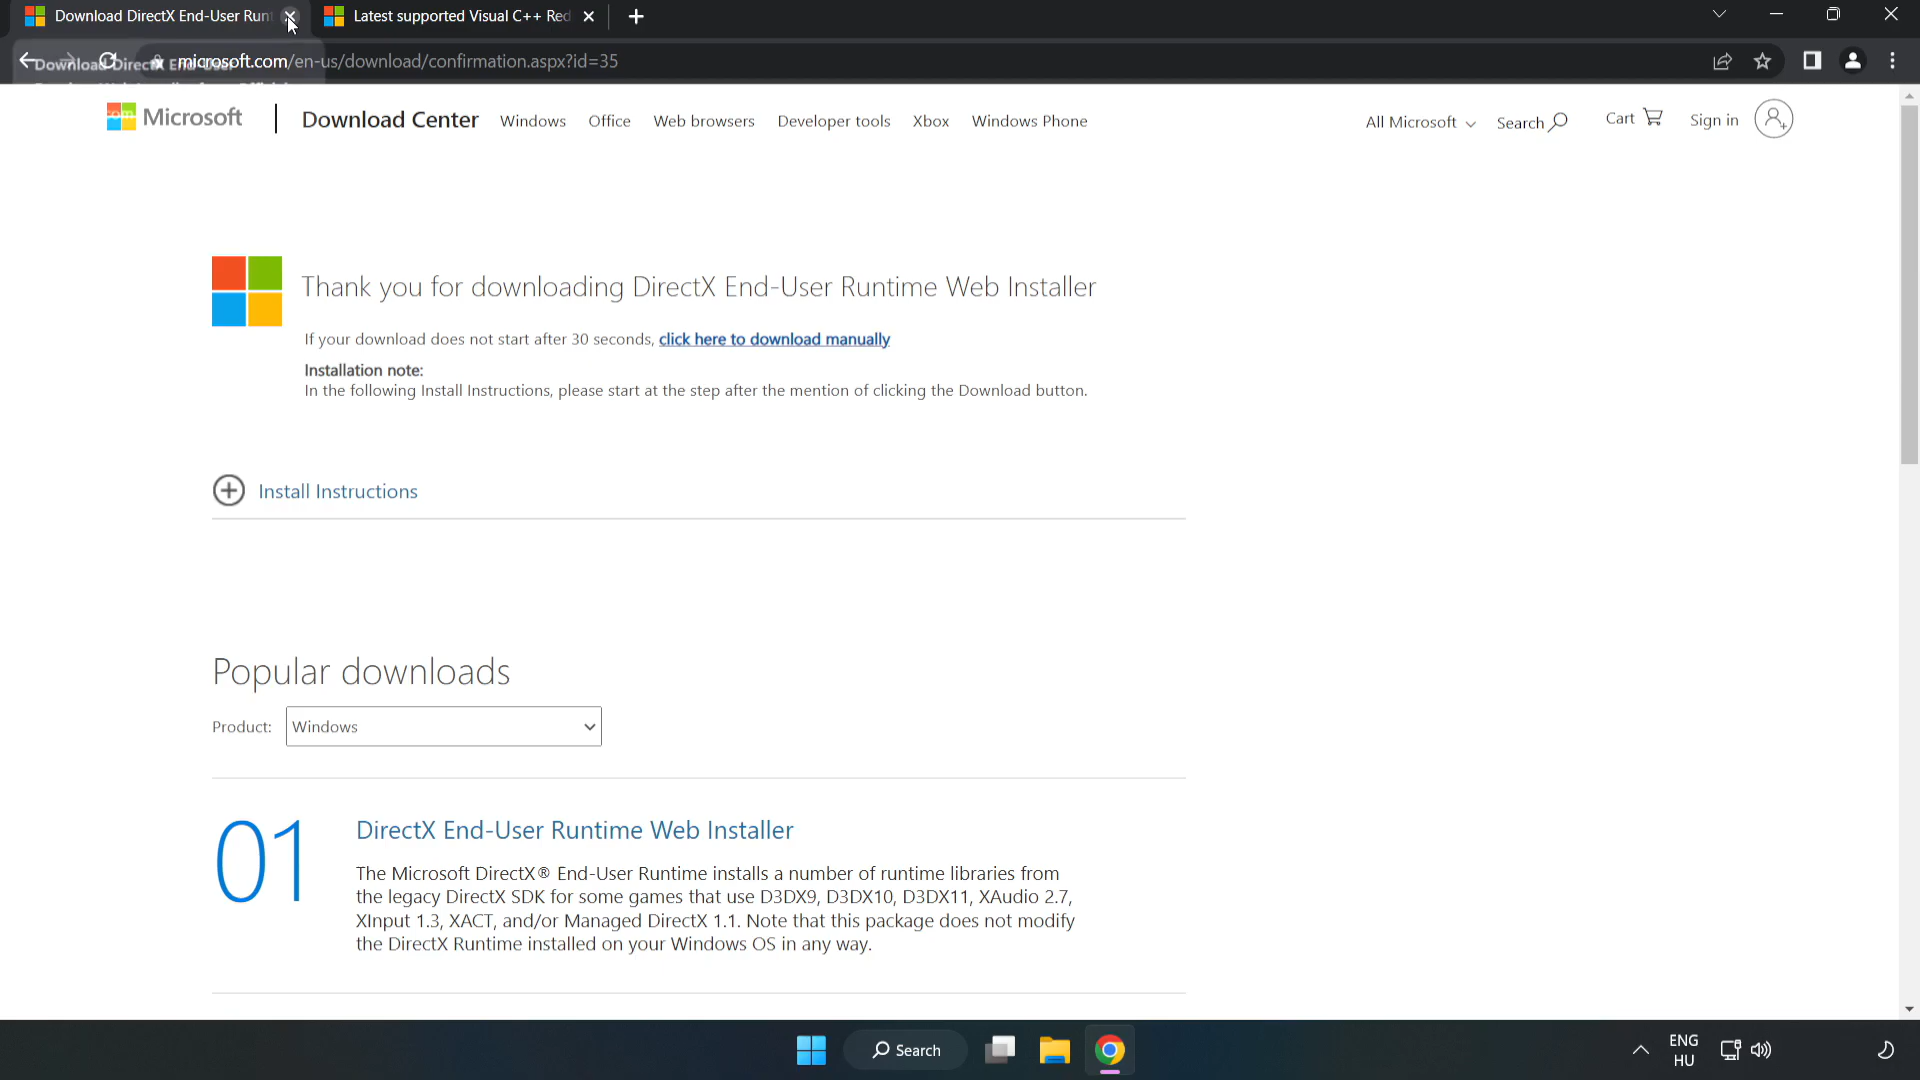 Download DirectX End-User Runt
Latest supported Visual C++ Red
microsoft.com/en-us/download/confirmation.aspx?id=35
Download DirectX End-User
Microsoft
Download Center
Windows
Office
Web browsers
Developer tools
Xbox
Windows Phone
All Microsoft
Search
Cart
Sign in
Thank you for downloading DirectX End-User Runtime Web Installer
If your download does not start after 30 seconds, click here to download manually
Installation note:
In the following Install Instructions, please start at the step after the mention of clicking the Download button.
Install Instructions
Popular downloads
Product:
Windows
01
DirectX End-User Runtime Web Installer
The Microsoft DirectX® End-User Runtime installs a number of runtime libraries from
the legacy DirectX SDK for some games that use D3DX9, D3DX10, D3DX11, XAudio 2.7,
XInput 1.3, XACT, and/or Managed DirectX 1.1. Note that this package does not modify
the DirectX Runtime installed on your Windows OS in any way.
Search
ENG
HU